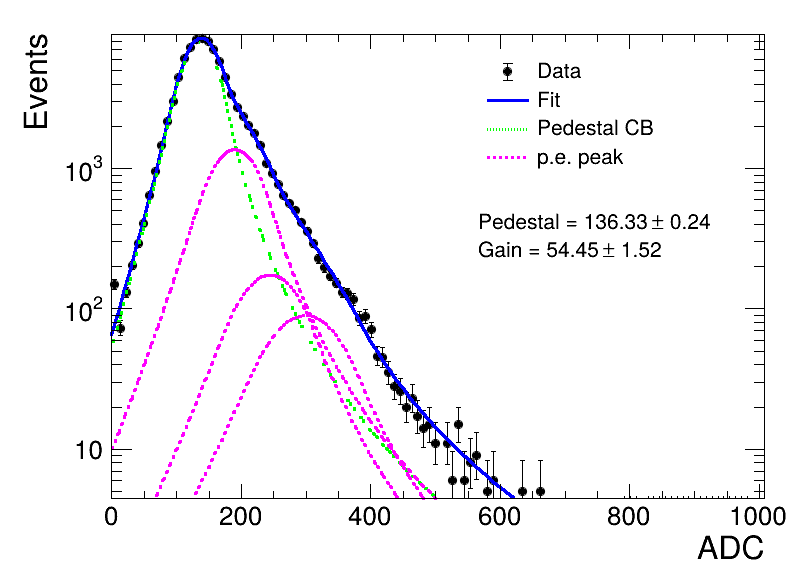 Events
Data
Fit
Pedestal CB
p.e. peak
10³
Pedestal = 136.33 ± 0.24
Gain = 54.45 ± 1.52
10²
10
0 200 400 600 800 1000
ADC